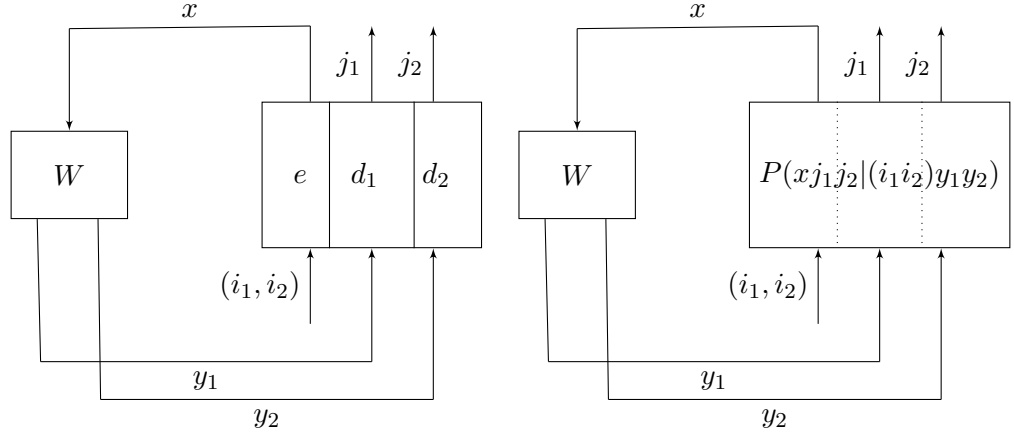 x
j₁ j₂
W
e d₁ d₂
(i₁, i₂)
y₁
y₂
x
j₁ j₂
W
P(xj₁j₂|(i₁i₂)y₁y₂)
(i₁, i₂)
y₁
y₂